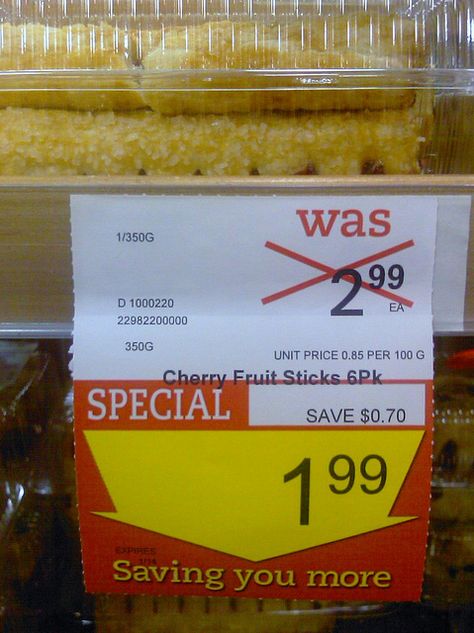 was
1/350G
2.99
EA
D 1000220
22982200000
350G
UNIT PRICE 0.85 PER 100 G
Cherry Fruit Sticks 6Pk
SPECIAL
SAVE $0.70
1.99
EXPIRES
Saving you more